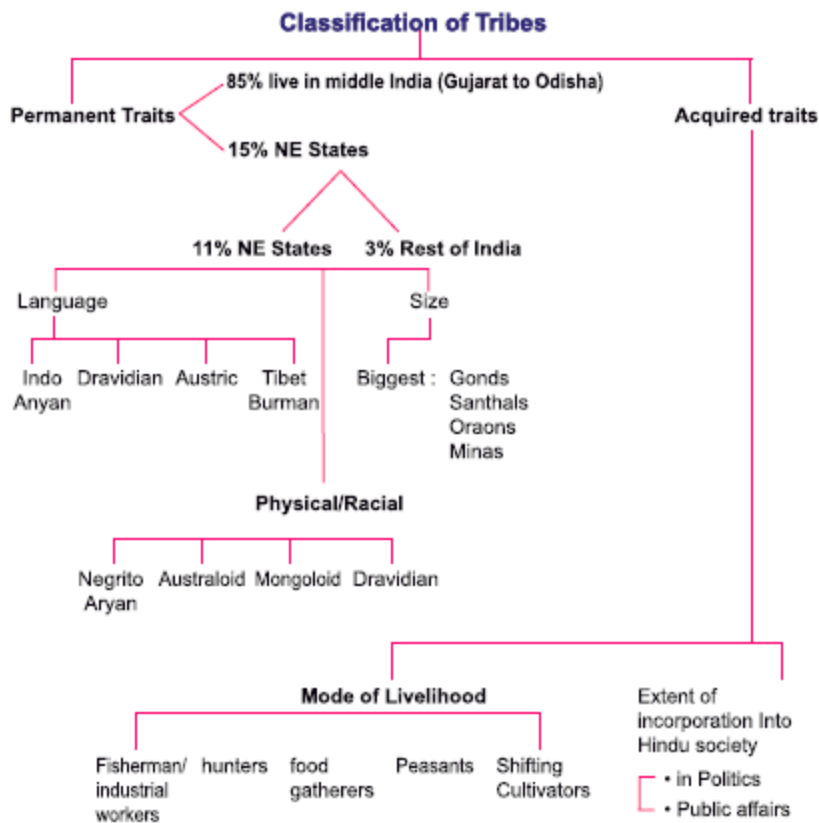 Classification of Tribes
85% live in middle India (Gujarat to Odisha)
Permanent Traits
Acquired traits
15% NE States
11% NE States
3% Rest of India
Language
Size
Indo
Anyan
Dravidian
Austric
Tibet
Burman
Biggest : Gonds
Santhals
Oraons
Minas
Physical/Racial
Negrito
Aryan
Australoid
Mongoloid
Dravidian
Mode of Livelihood
Fisherman/
industrial
workers
hunters
food
gatherers
Peasants
Shifting
Cultivators
Extent of
incorporation Into
Hindu society
• in Politics
• Public affairs